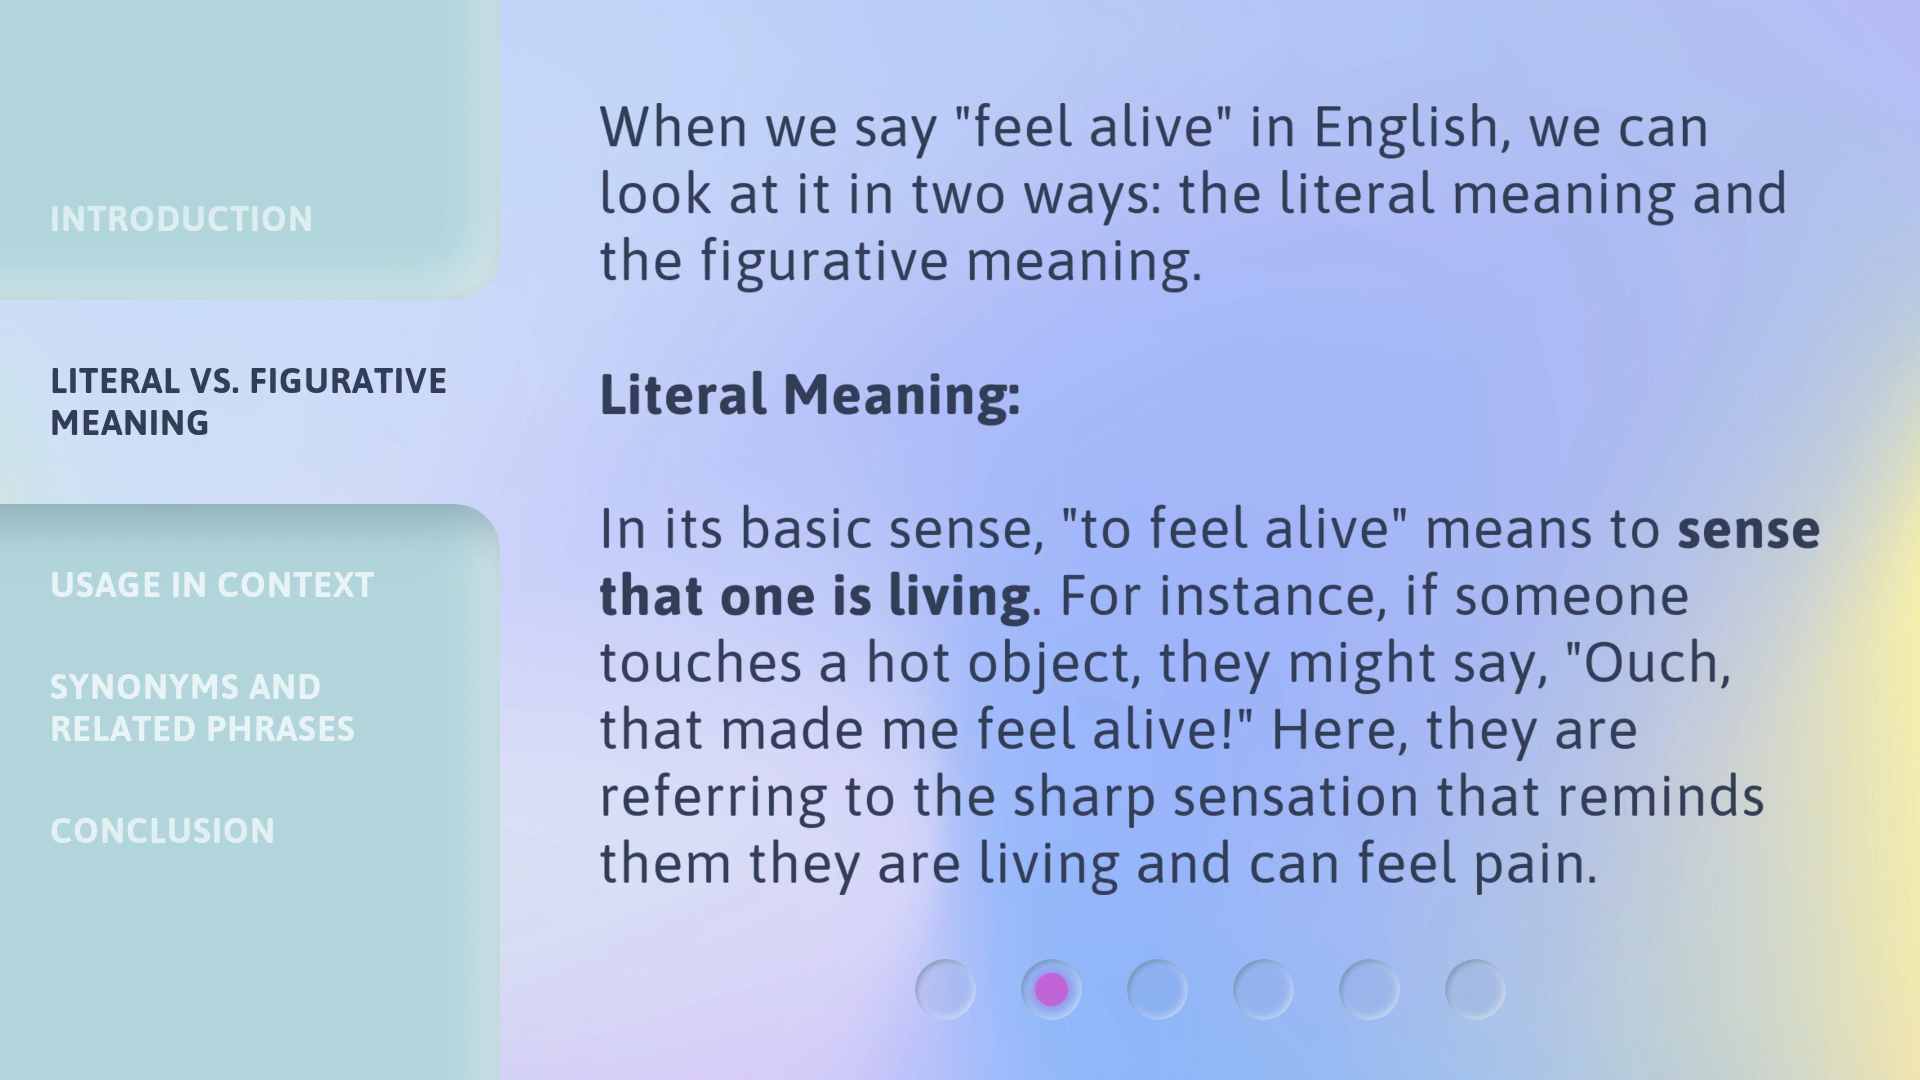 INTRODUCTION
LITERAL VS. FIGURATIVE
MEANING
USAGE IN CONTEXT
SYNONYMS AND
RELATED PHRASES
CONCLUSION
When we say "feel alive" in English, we can
look at it in two ways: the literal meaning and
the figurative meaning.
Literal Meaning:
In its basic sense, "to feel alive" means to sense
that one is living. For instance, if someone
touches a hot object, they might say, "Ouch,
that made me feel alive!" Here, they are
referring to the sharp sensation that reminds
them they are living and can feel pain.